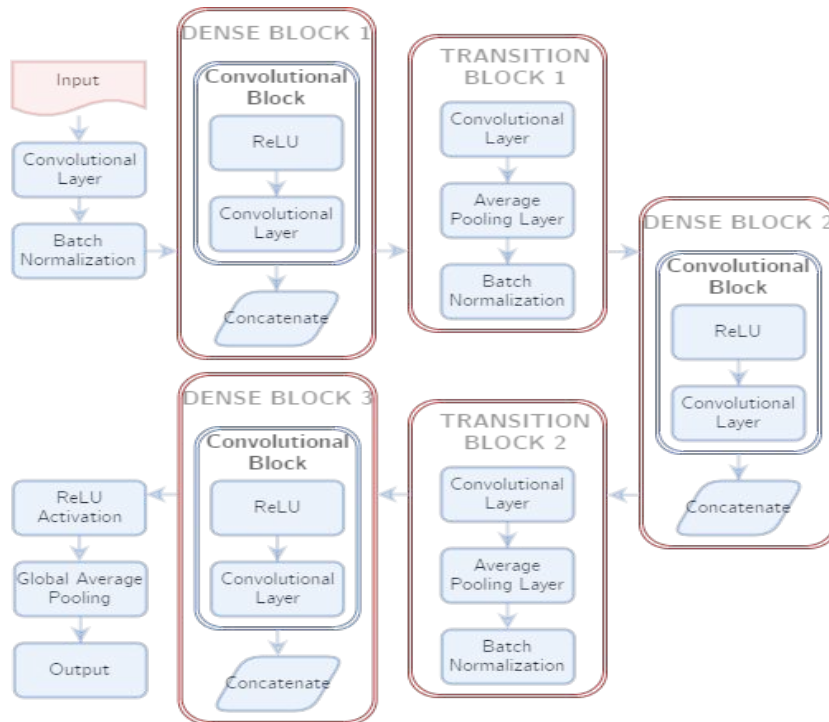 Input
Convolutional
Layer
Batch
Normalization
DENSE BLOCK 1
Convolutional
Block
ReLU
Convolutional
Layer
Concatenate
TRANSITION
BLOCK 1
Convolutional
Layer
Average
Pooling Layer
Batch
Normalization
DENSE BLOCK 2
Convolutional
Block
ReLU
Convolutional
Layer
Concatenate
TRANSITION
BLOCK 2
Convolutional
Layer
Average
Pooling Layer
Batch
Normalization
DENSE BLOCK 3
Convolutional
Block
ReLU
Convolutional
Layer
Concatenate
ReLU
Activation
Global Average
Pooling
Output